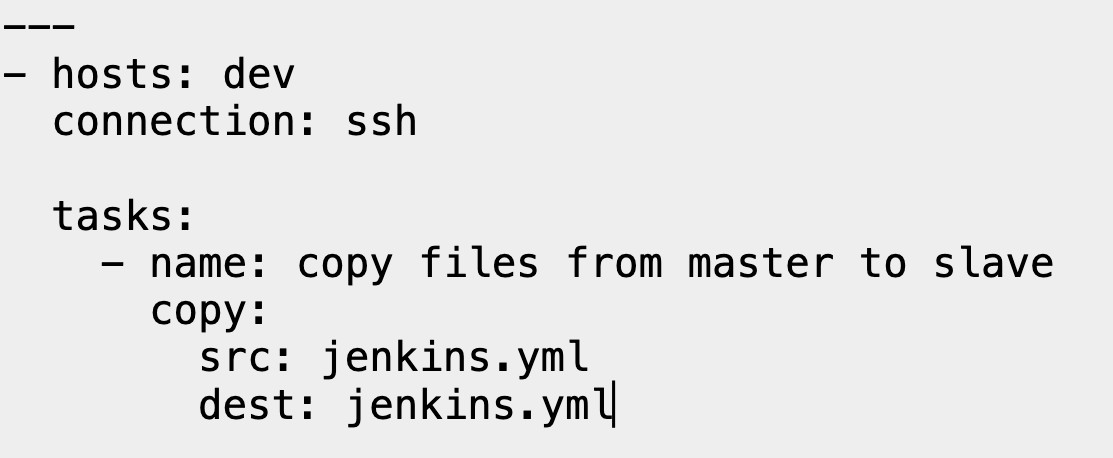 ---
- hosts: dev
  connection: ssh

  tasks:
    - name: copy files from master to slave
      copy:
        src: jenkins.yml
        dest: jenkins.yml